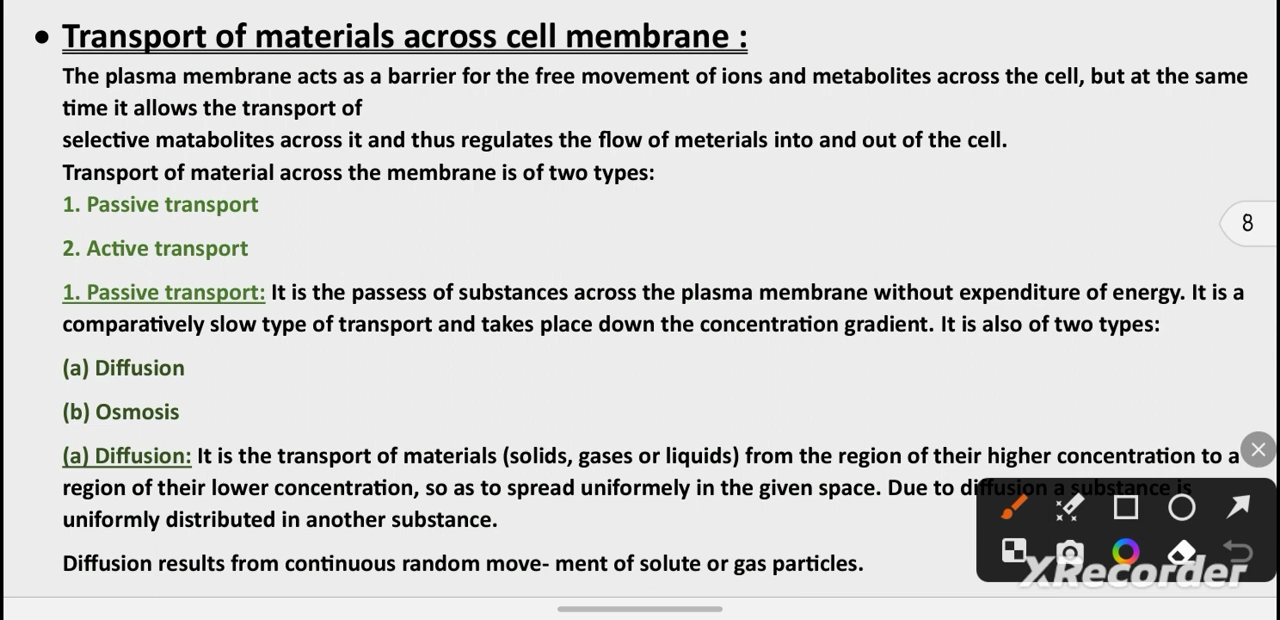 • Transport of materials across cell membrane :
The plasma membrane acts as a barrier for the free movement of ions and metabolites across the cell, but at the same
time it allows the transport of
selective matabolites across it and thus regulates the flow of meterials into and out of the cell.
Transport of material across the membrane is of two types:
1. Passive transport
8
2. Active transport
1. Passive transport: It is the passess of substances across the plasma membrane without expenditure of energy. It is a
comparatively slow type of transport and takes place down the concentration gradient. It is also of two types:
(a) Diffusion
(b) Osmosis
(a) Diffusion: It is the transport of materials (solids, gases or liquids) from the region of their higher concentration to a
region of their lower concentration, so as to spread uniformely in the given space. Due to diffusion a substance is
uniformly distributed in another substance.
Diffusion results from continuous random move- ment of solute or gas particles.
XRecorder